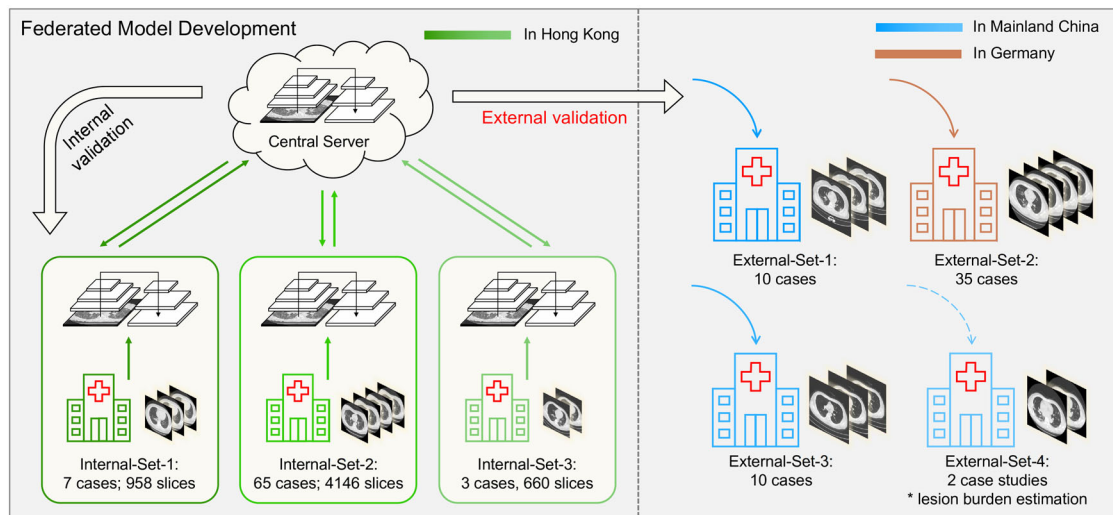 Federated Model Development
In Hong Kong
In Mainland China
In Germany
Internal
validation
Central Server
External validation
Internal-Set-1:
7 cases; 958 slices
Internal-Set-2:
65 cases; 4146 slices
Internal-Set-3:
3 cases, 660 slices
External-Set-1:
10 cases
External-Set-2:
35 cases
External-Set-3:
10 cases
External-Set-4:
2 case studies
* lesion burden estimation